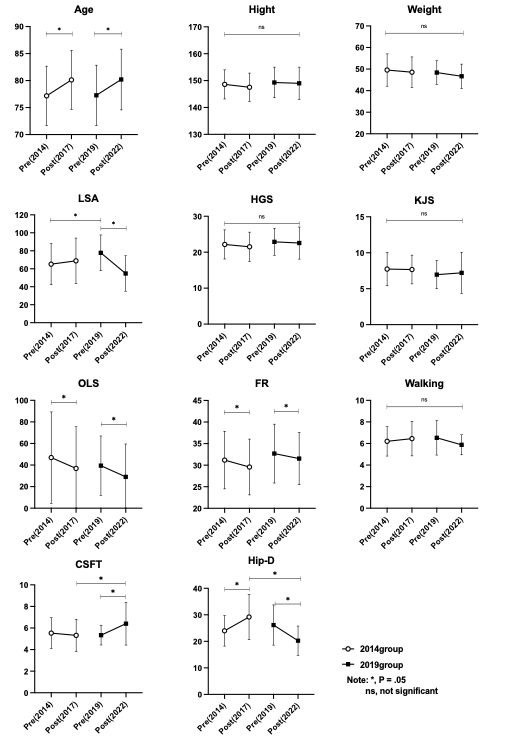 Age
90
85
80
75
70
*
*
Pre(2014)
Post(2017)
Pre(2019)
Post(2022)
Hight
170
160
150
140
130
ns
Pre(2014)
Post(2017)
Pre(2019)
Post(2022)
Weight
70
60
50
40
30
20
ns
Pre(2014)
Post(2017)
Pre(2019)
Post(2022)
LSA
120
100
80
60
40
20
0
*
*
Pre(2014)
Post(2017)
Pre(2019)
Post(2022)
HGS
30
20
10
0
ns
Pre(2014)
Post(2017)
Pre(2019)
Post(2022)
KJS
15
10
5
0
ns
Pre(2014)
Post(2017)
Pre(2019)
Post(2022)
OLS
100
80
60
40
20
0
*
*
Pre(2014)
Post(2017)
Pre(2019)
Post(2022)
FR
45
40
35
30
25
20
*
*
Pre(2014)
Post(2017)
Pre(2019)
Post(2022)
Walking
10
8
6
4
2
0
ns
Pre(2014)
Post(2017)
Pre(2019)
Post(2022)
CSFT
10
8
6
4
2
0
*
*
Pre(2014)
Post(2017)
Pre(2019)
Post(2022)
Hip-D
40
30
20
10
0
*
*
*
Pre(2014)
Post(2017)
Pre(2019)
Post(2022)
2014group
2019group
Note: *, P = .05
ns, not significant